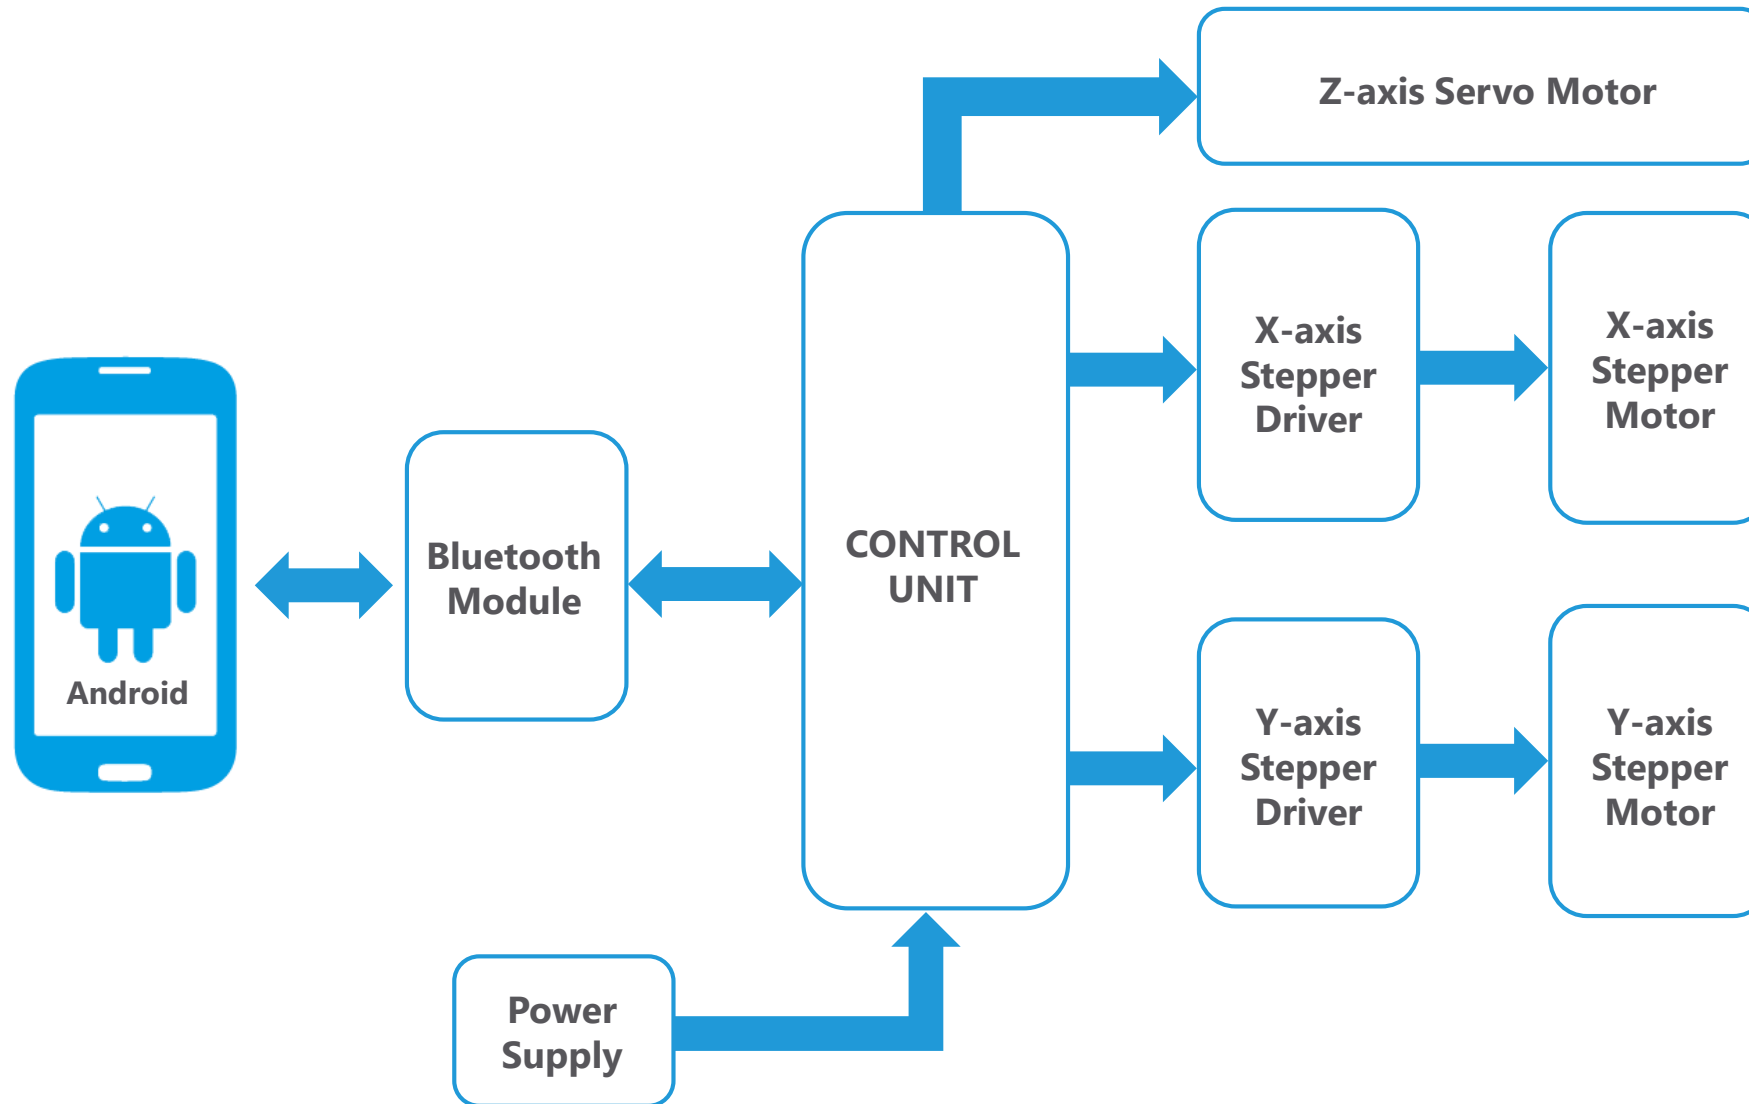 Z-axis Servo Motor
X-axis
Stepper
Driver
X-axis
Stepper
Motor
Android
Bluetooth
Module
CONTROL
UNIT
Y-axis
Stepper
Driver
Y-axis
Stepper
Motor
Power
Supply